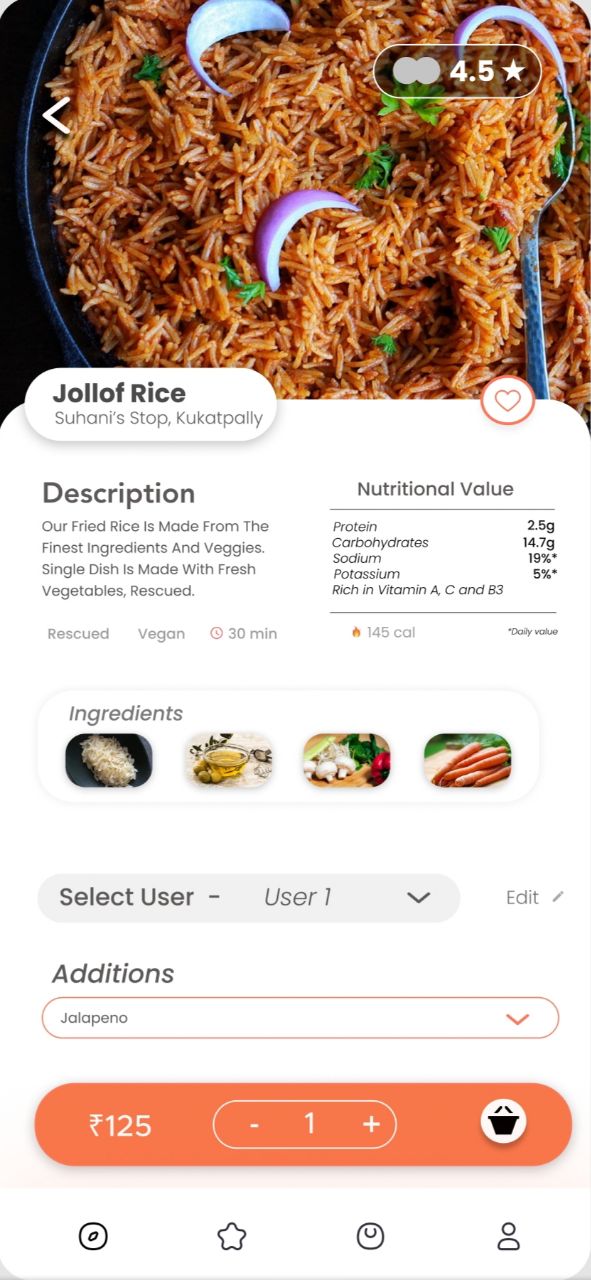 4.5 ★
Jollof Rice
Suhani's Stop, Kukatpally
Description
Our Fried Rice Is Made From The
Finest Ingredients And Veggies.
Single Dish Is Made With Fresh
Vegetables, Rescued.
Rescued Vegan 30 min
Nutritional Value
Protein 2.5g
Carbohydrates 14.7g
Sodium 19%*
Potassium 5%*
Rich in Vitamin A, C and B3
145 cal *Daily value
Ingredients
Select User - User 1
Edit
Additions
Jalapeno
₹125 - 1 +